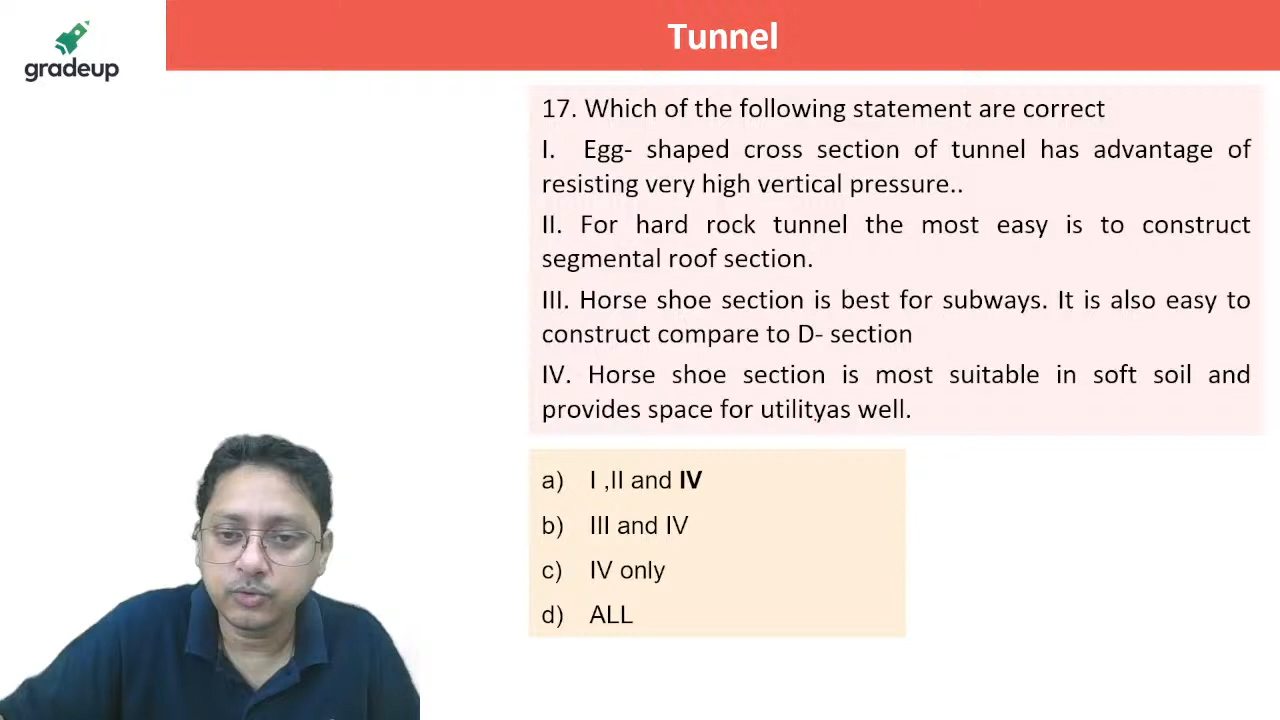 Tunnel
gradeup
17. Which of the following statement are correct
I. Egg- shaped cross section of tunnel has advantage of
resisting very high vertical pressure..
II. For hard rock tunnel the most easy is to construct
segmental roof section.
III. Horse shoe section is best for subways. It is also easy to
construct compare to D- section
IV. Horse shoe section is most suitable in soft soil and
provides space for utilityas well.
a) I ,II and IV
b) III and IV
c) IV only
d) ALL